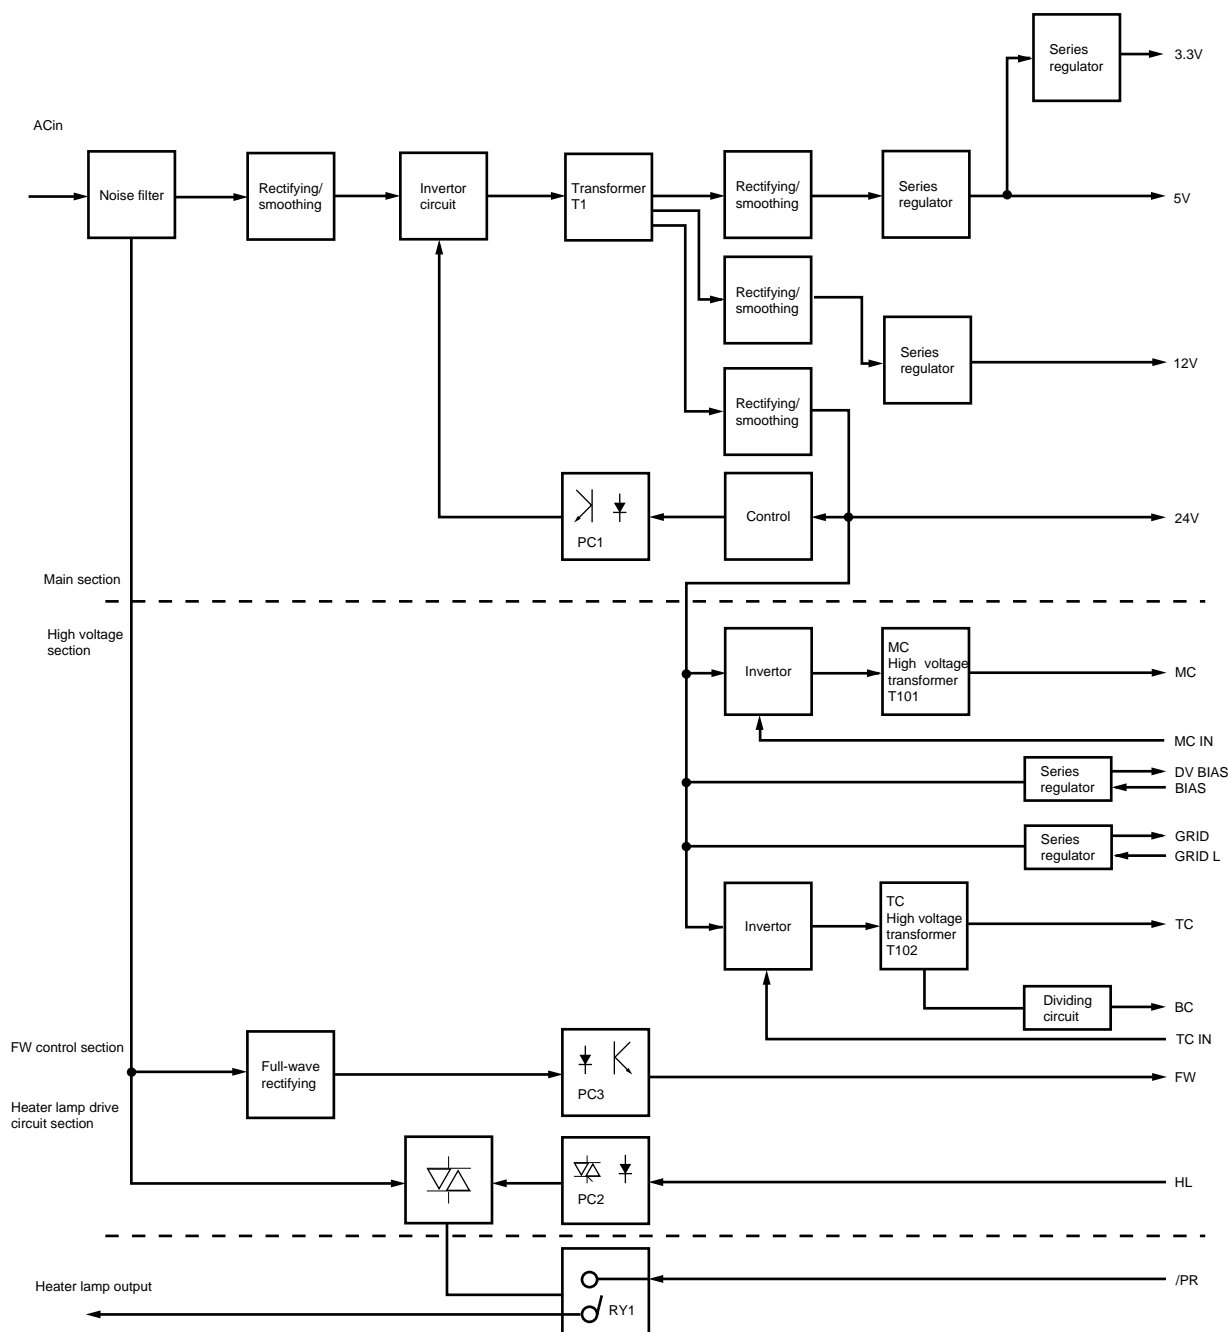 Series
regulator
3.3V
ACin
Noise filter
Rectifying/
smoothing
Invertor
circuit
Transformer
T1
Rectifying/
smoothing
Series
regulator
5V
Rectifying/
smoothing
Series
regulator
12V
Rectifying/
smoothing
PC1
Control
24V
Main section
High voltage
section
Invertor
MC
High voltage
transformer
T101
MC
MC IN
Series
regulator
DV BIAS
BIAS
Series
regulator
GRID
GRID L
Invertor
TC
High voltage
transformer
T102
TC
Dividing
circuit
BC
TC IN
FW control section
Full-wave
rectifying
PC3
FW
Heater lamp drive
circuit section
PC2
HL
Heater lamp output
RY1
/PR